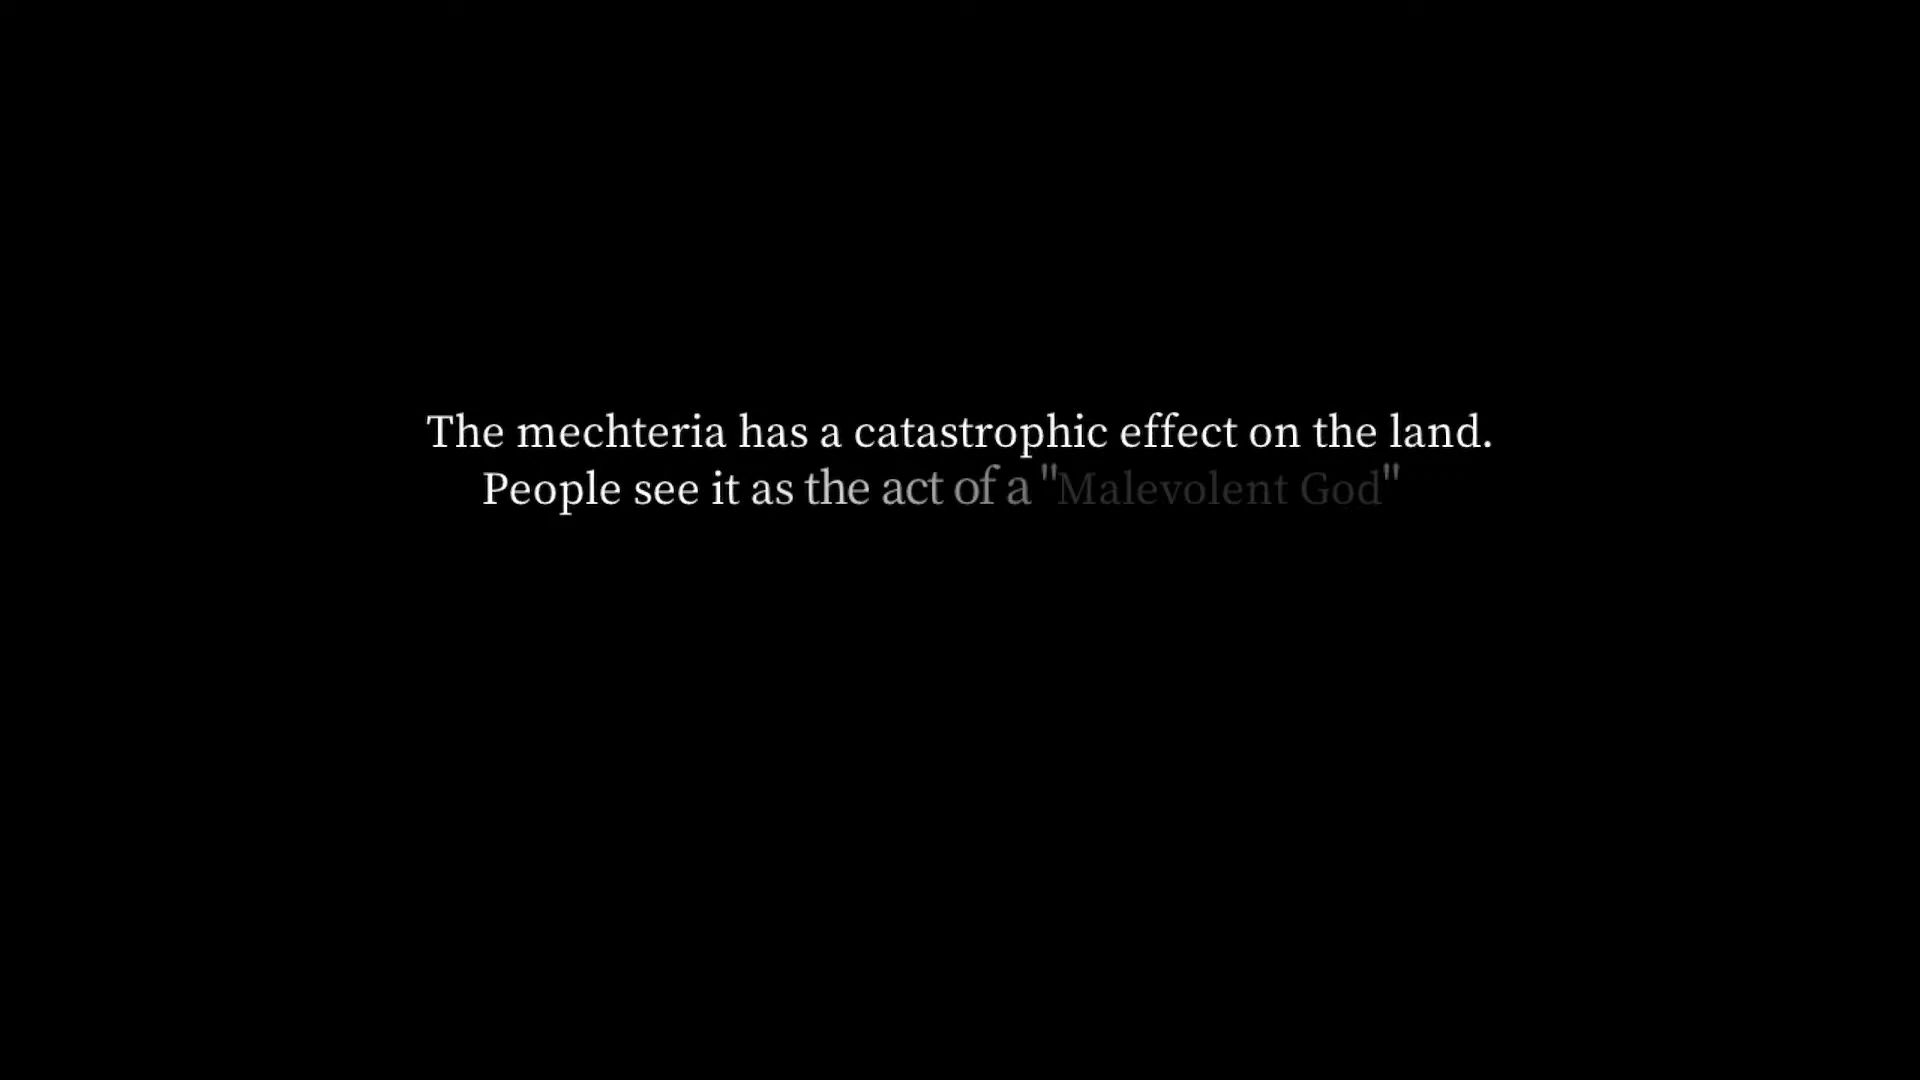 The mechteria has a catastrophic effect on the land.
People see it as the act of a "Malevolent God"